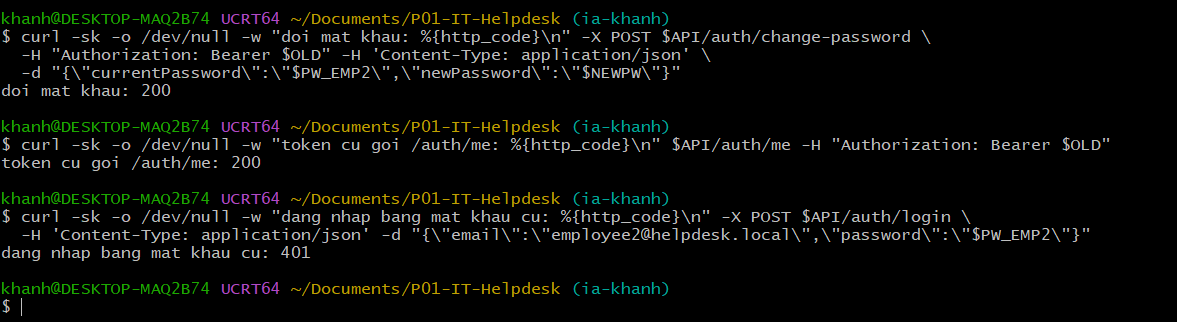 khanh@DESKTOP-MAQ2B74 UCRT64 ~/Documents/P01-IT-Helpdesk (ia-khanh)
$ curl -sk -o /dev/null -w "doi mat khau: %{http_code}\n" -X POST $API/auth/change-password \
  -H "Authorization: Bearer $OLD" -H 'Content-Type: application/json' \
  -d "{\"currentPassword\":\"$PW_EMP2\",\"newPassword\":\"$NEWPW\"}"
doi mat khau: 200
khanh@DESKTOP-MAQ2B74 UCRT64 ~/Documents/P01-IT-Helpdesk (ia-khanh)
$ curl -sk -o /dev/null -w "token cu goi /auth/me: %{http_code}\n" $API/auth/me -H "Authorization: Bearer $OLD"
token cu goi /auth/me: 200
khanh@DESKTOP-MAQ2B74 UCRT64 ~/Documents/P01-IT-Helpdesk (ia-khanh)
$ curl -sk -o /dev/null -w "dang nhap bang mat khau cu: %{http_code}\n" -X POST $API/auth/login \
  -H 'Content-Type: application/json' -d "{\"email\":\"employee2@helpdesk.local\",\"password\":\"$PW_EMP2\"}"
dang nhap bang mat khau cu: 401
khanh@DESKTOP-MAQ2B74 UCRT64 ~/Documents/P01-IT-Helpdesk (ia-khanh)
$